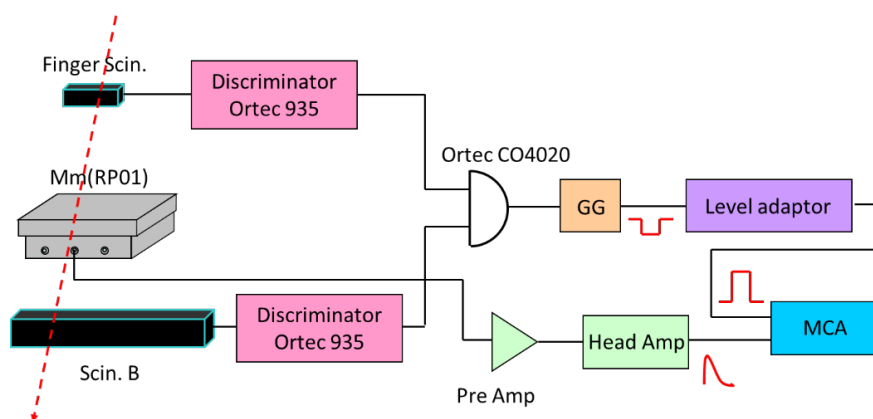 Finger Scin.
Discriminator
Ortec 935
Ortec CO4020
Mm(RP01)
GG
Level adaptor
Discriminator
Ortec 935
Head Amp
MCA
Scin. B
Pre Amp